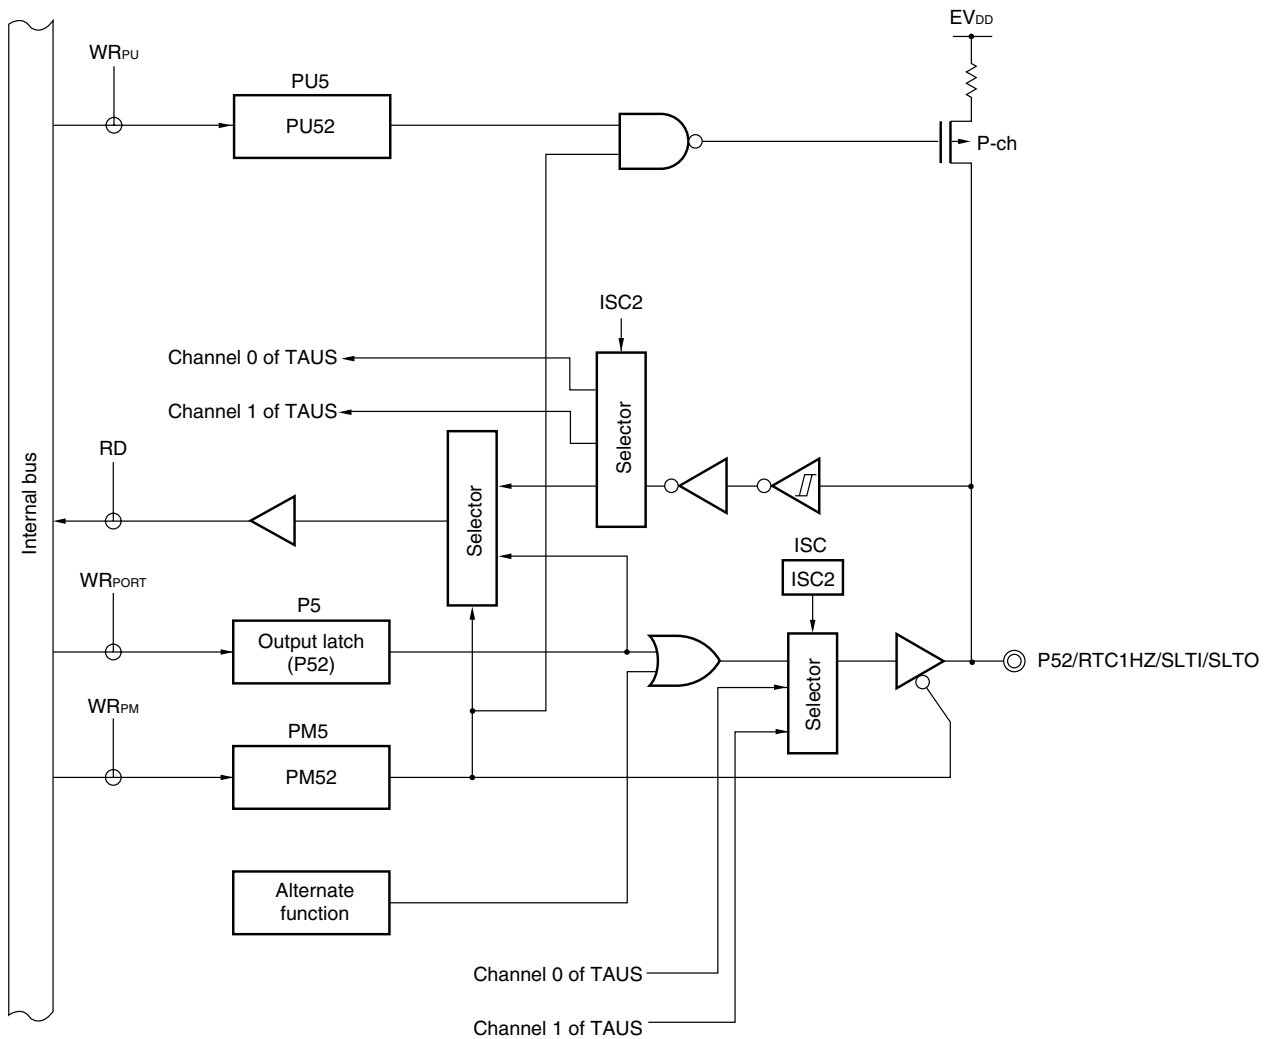 EVDD
WRPU
PU5
PU52
P-ch
ISC2
Channel 0 of TAUS
Channel 1 of TAUS
Selector
RD
Selector
Internal bus
ISC
ISC2
WRPORT
P5
Output latch
(P52)
Selector
P52/RTC1HZ/SLTI/SLTO
WRPM
PM5
PM52
Alternate
function
Channel 0 of TAUS
Channel 1 of TAUS